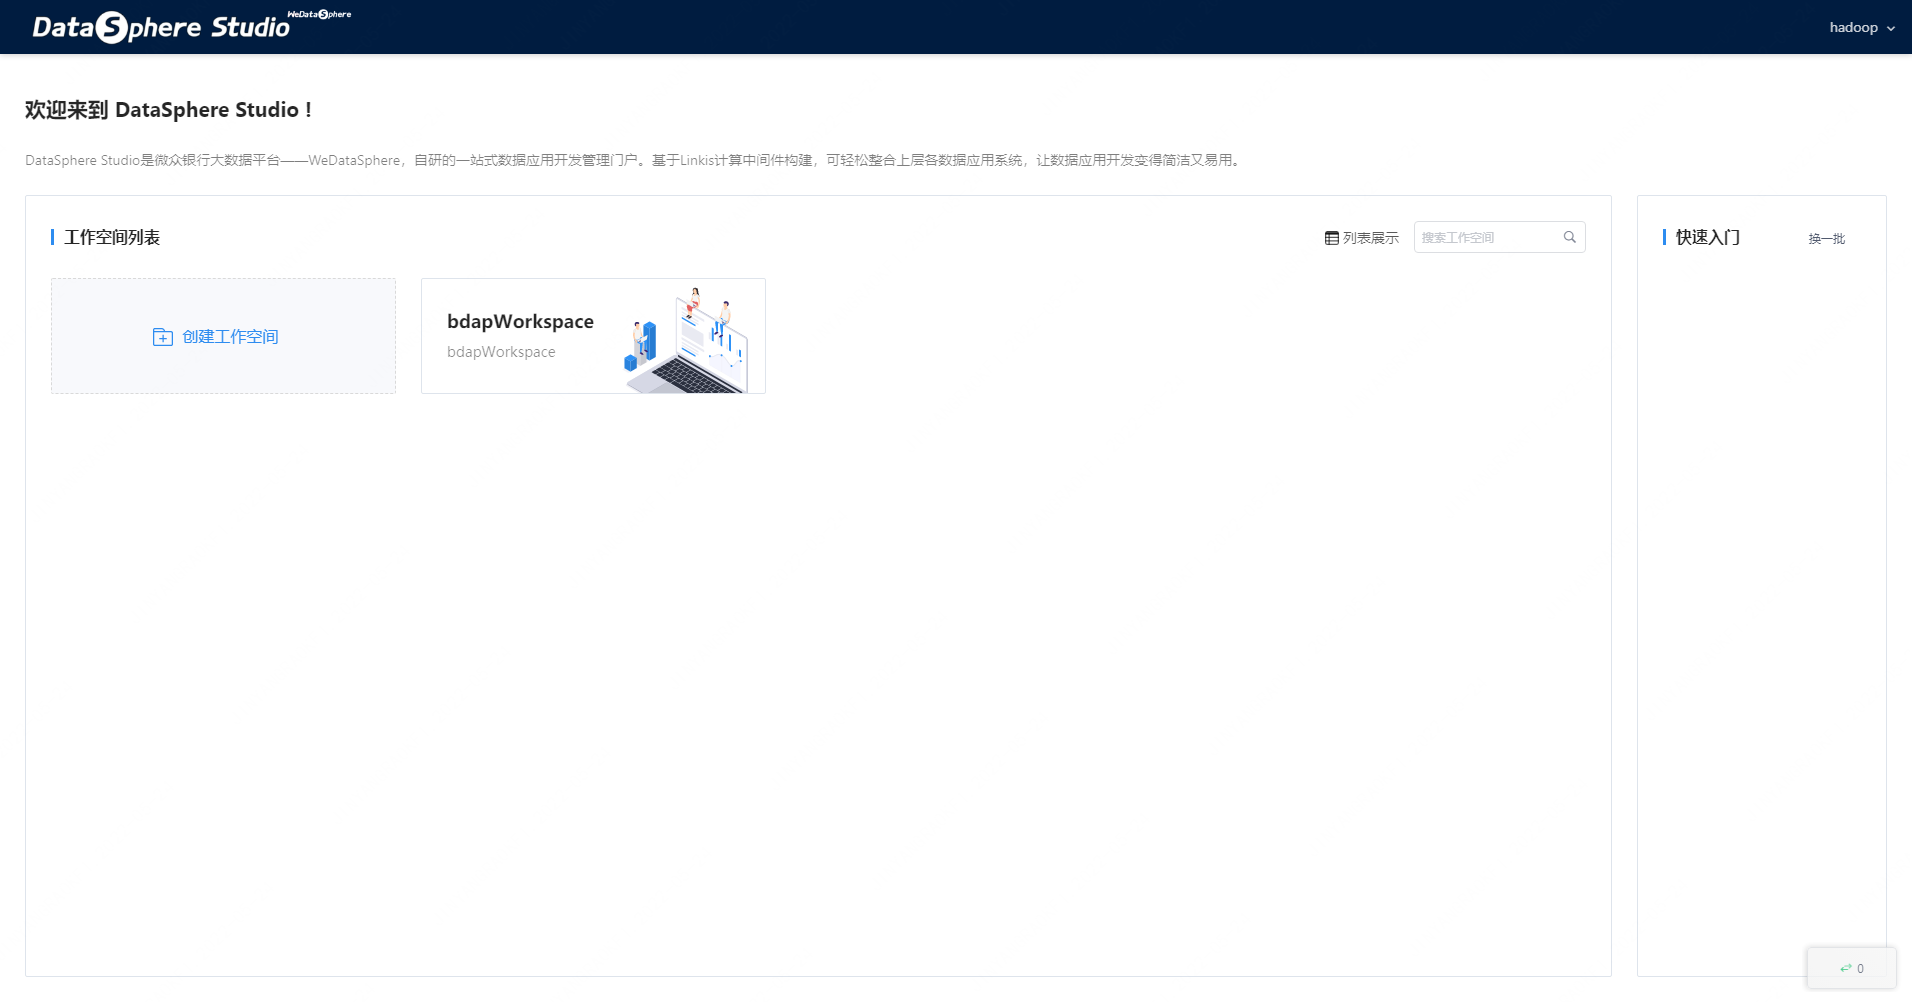 DataSphere Studio WeDataSphere
hadoop
欢迎来到 DataSphere Studio !
DataSphere Studio是微众银行大数据平台——WeDataSphere，自研的一站式数据应用开发管理门户。基于Linkis计算中间件构建，可轻松整合上层各数据应用系统，让数据应用开发变得简洁又易用。
工作空间列表
列表展示
搜索工作空间
快速入门
换一批
创建工作空间
bdapWorkspace
bdapWorkspace
0